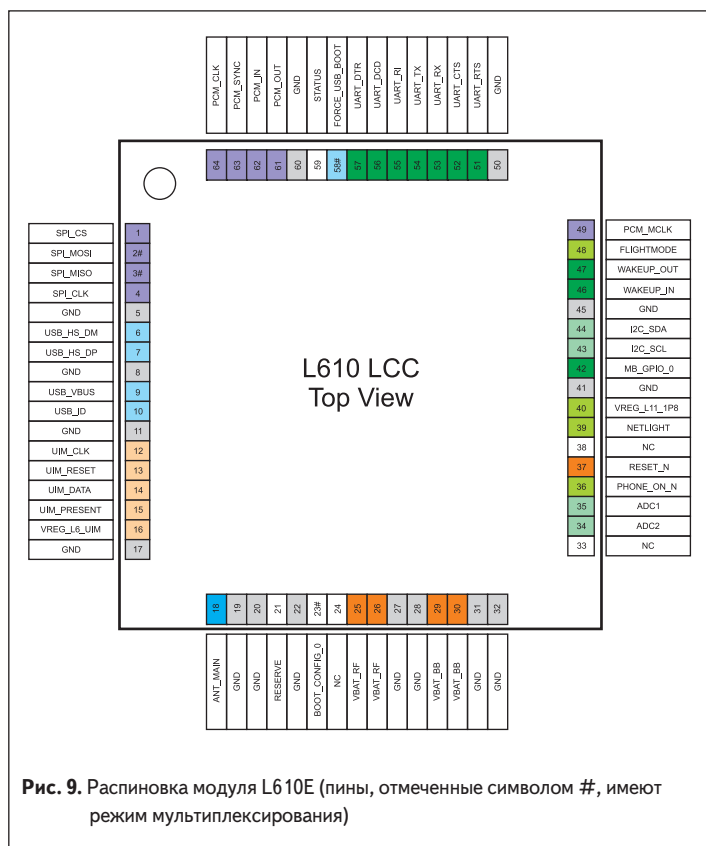 PCM_CLK
PCM_SYNC
PCM_IN
PCM_OUT
GND
STATUS
FORCE_USB_BOOT
UART_DTR
UART_DCD
UART_RI
UART_TX
UART_RX
UART_CTS
UART_RTS
GND
64 63 62 61 60 59 58# 57 56 55 54 53 52 51 50
SPI_CS 1
SPI_MOSI 2#
SPI_MISO 3#
SPI_CLK 4
GND 5
USB_HS_DM 6
USB_HS_DP 7
GND 8
USB_VBUS 9
USB_ID 10
GND 11
UIM_CLK 12
UIM_RESET 13
UIM_DATA 14
UIM_PRESENT 15
VREG_L6_UIM 16
GND 17
L610 LCC
Top View
49 PCM_MCLK
48 FLIGHTMODE
47 WAKEUP_OUT
46 WAKEUP_IN
45 GND
44 I2C_SDA
43 I2C_SCL
42 MB_GPIO_0
41 GND
40 VREG_L11_1P8
39 NETLIGHT
38 NC
37 RESET_N
36 PHONE_ON_N
35 ADC1
34 ADC2
33 NC
18 19 20 21 22 23# 24 25 26 27 28 29 30 31 32
ANT_MAIN
GND
GND
RESERVE
GND
BOOT_CONFIG_0
NC
VBAT_RF
VBAT_RF
GND
GND
VBAT_BB
VBAT_BB
GND
GND
Рис. 9. Распиновка модуля L610E (пины, отмеченные символом #, имеют
режим мультиплексирования)